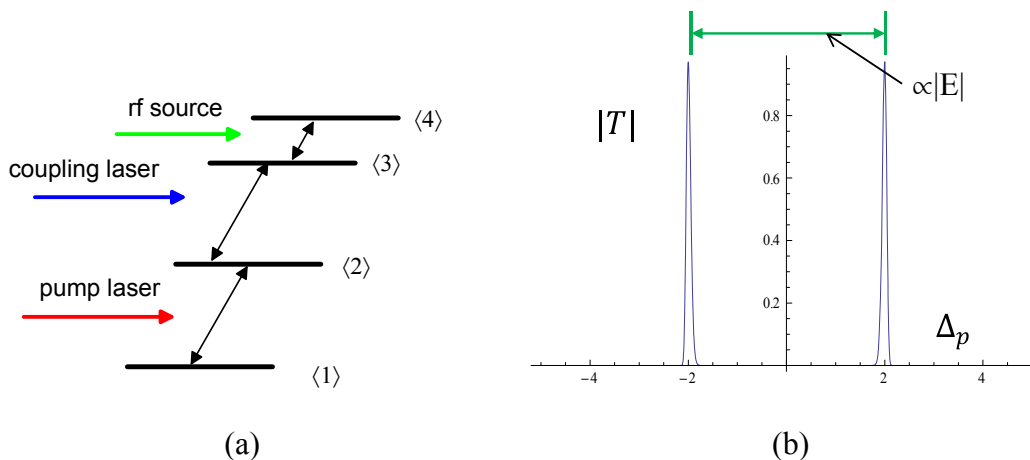 rf source
⟨4⟩
⟨3⟩
coupling laser
⟨2⟩
pump laser
⟨1⟩
(a)
∝|E|
|T|
0.8
0.6
0.4
0.2
Δp
−4
−2
2
4
(b)